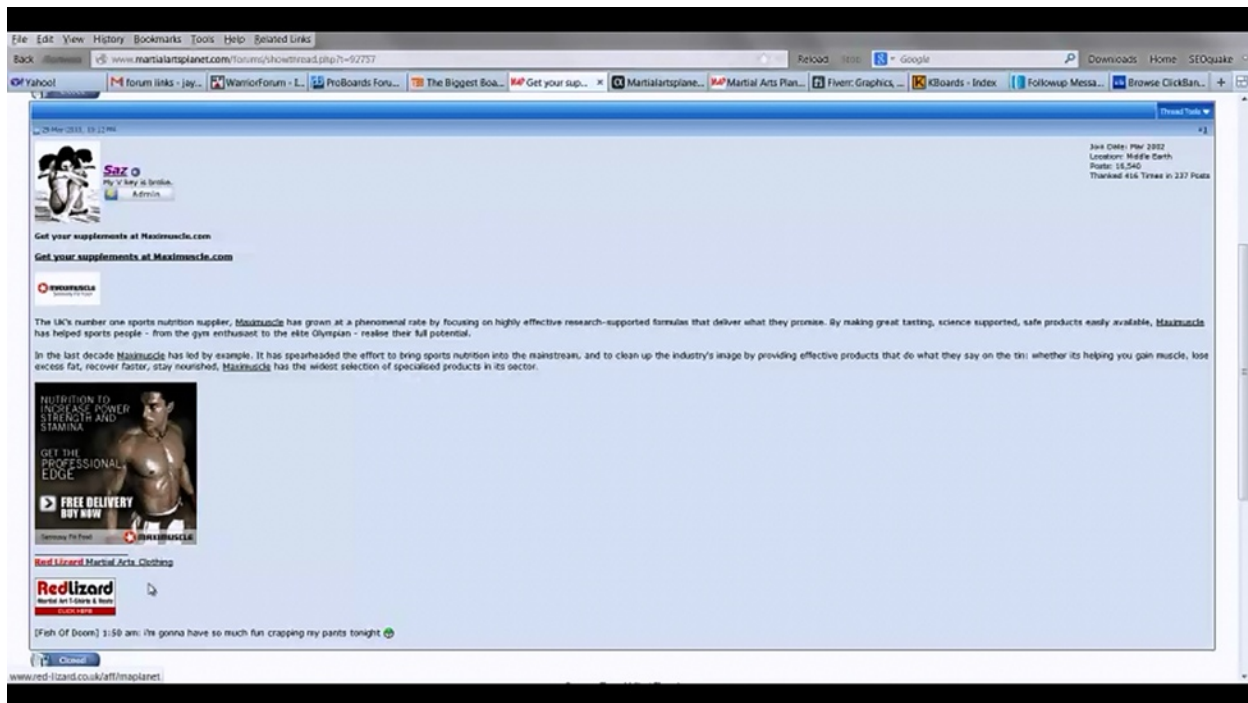 File Edit View History Bookmarks Tools Help Related Links
Back www.martialartsplanet.com/forums/showthread.php?t=92757 Reload Google Downloads Home SEOquake
Yahoo! forum links - jay... WarriorForum - I... ProBoards Foru... The Biggest Boa... Get your sup... Martialartsplane... Martial Arts Plan... Fiverr: Graphics, ... KBoards - Index Followup Messa... Browse ClickBan...
Thread Tools
#1
Saz
My V key is broke.
Admin
Join Date: Mar 2002
Location: Middle Earth
Posts: 16,540
Thanked 416 Times in 237 Posts
Get your supplements at Maximuscle.com
Get your supplements at Maximuscle.com
MAXIMUSCLE
The UK's number one sports nutrition supplier, Maximuscle has grown at a phenomenal rate by focusing on highly effective research-supported formulas that deliver what they promise. By making great tasting, science supported, safe products easily available, Maximuscle
has helped sports people - from the gym enthusiast to the elite Olympian - realise their full potential.
In the last decade Maximuscle has led by example. It has spearheaded the effort to bring sports nutrition into the mainstream, and to clean up the industry's image by providing effective products that do what they say on the tin: whether its helping you gain muscle, lose
excess fat, recover faster, stay nourished, Maximuscle has the widest selection of specialised products in its sector.
NUTRITION TO
INCREASE POWER
STRENGTH AND
STAMINA
GET THE
PROFESSIONAL
EDGE
FREE DELIVERY
BUY NOW
MAXIMUSCLE
Red Lizard Martial Arts Clothing
RedLizard
Martial Art T-Shirts &
CLICK HERE
[Fish Of Doom] 1:50 am: i'm gonna have so much fun crapping my pants tonight
Closed
www.red-lizard.co.uk/aff/maplanet